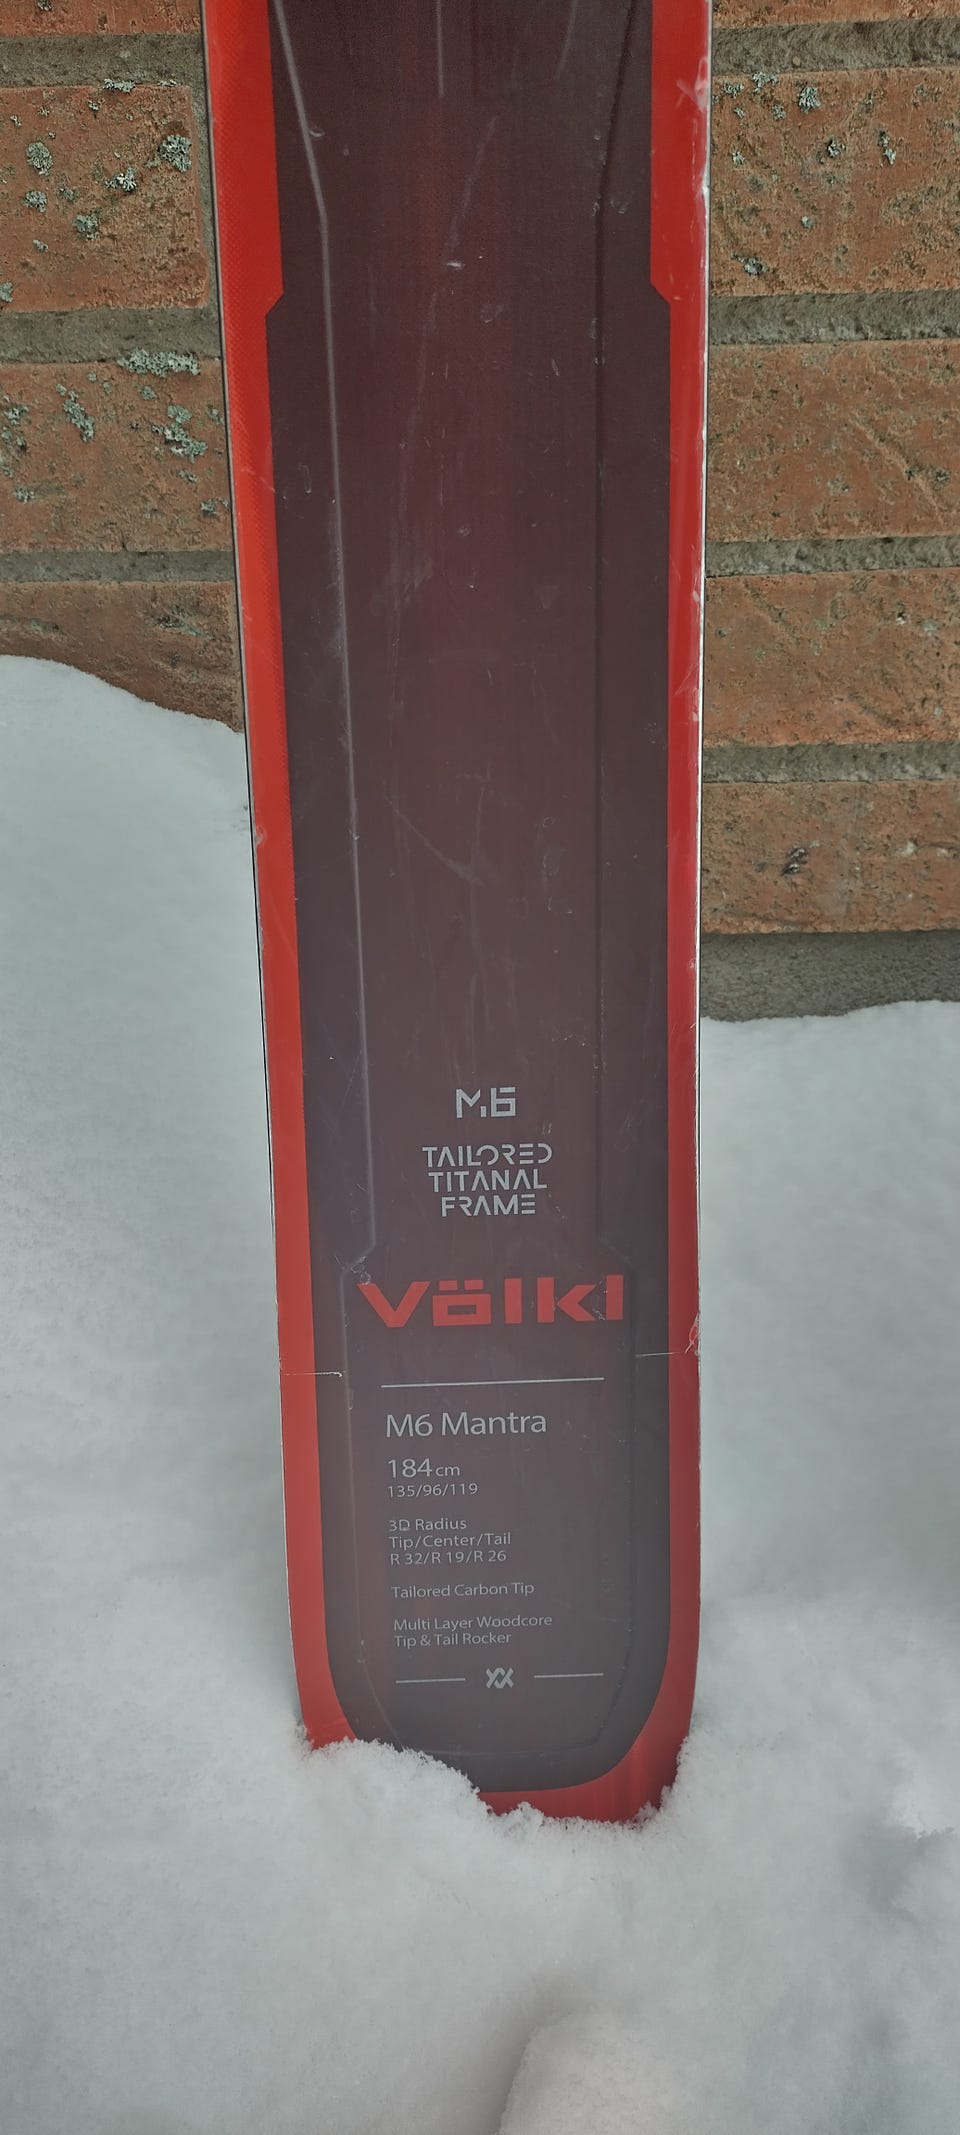 M6
TAILORED
TITANAL
FRAME
völkl
M6 Mantra
184cm
135/96/119
3D Radius
Tip/Center/Tail
R 32/R 19/R 26
Tailored Carbon Tip
Multi Layer Woodcore
Tip & Tail Rocker